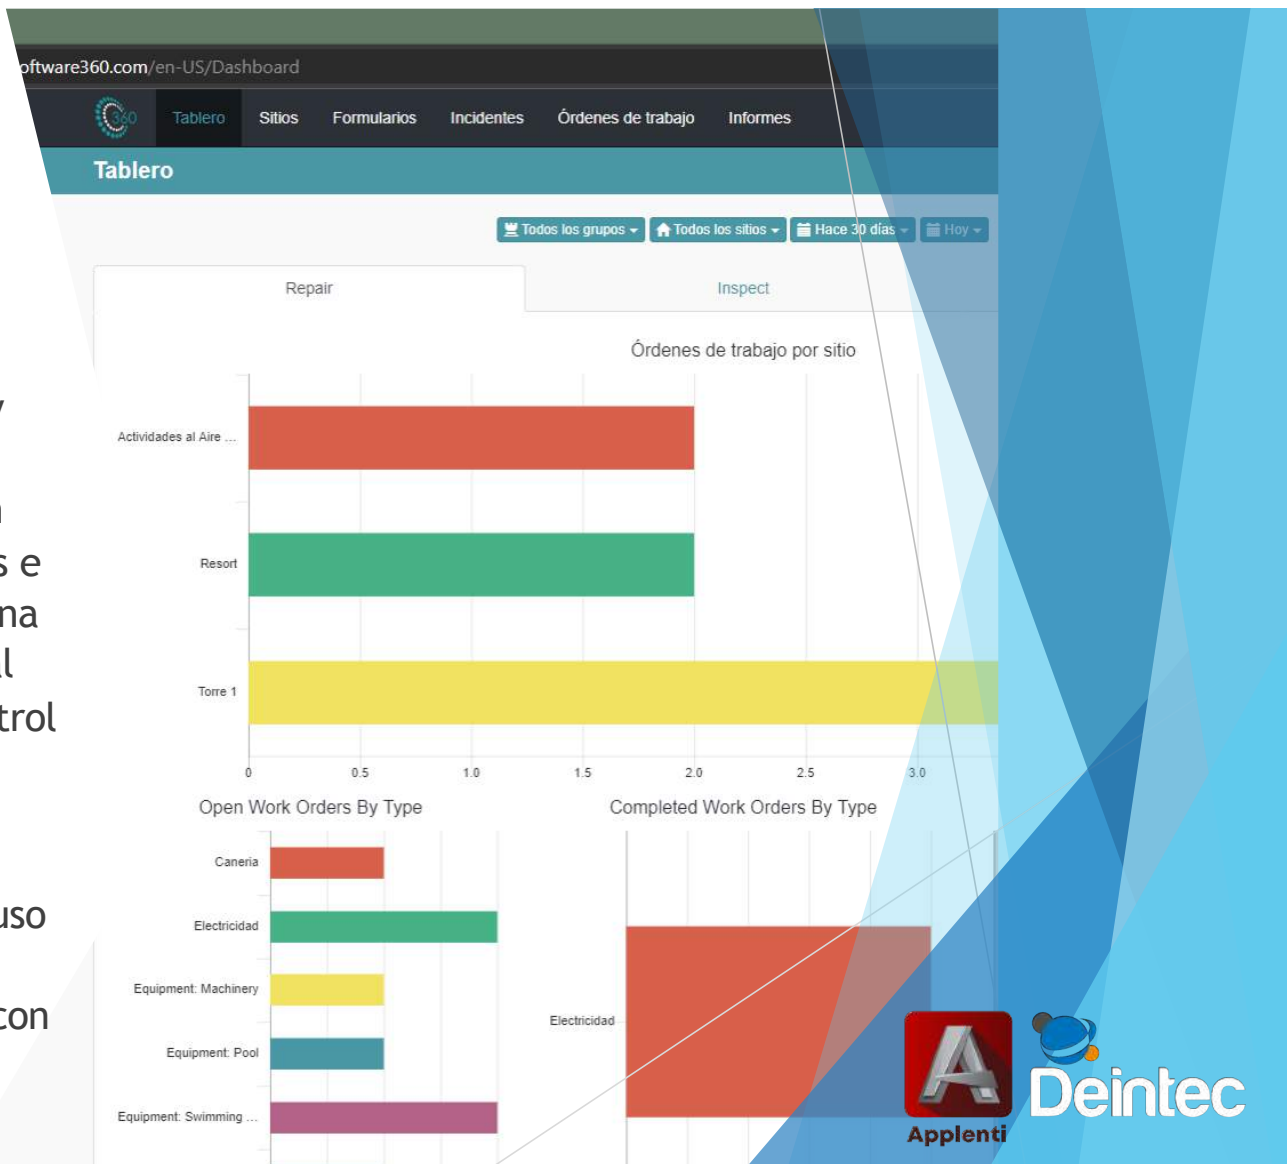 oftware360.com/en-US/Dashboard
360 Tablero Sitios Formularios Incidentes Órdenes de trabajo Informes
Tablero
Todos los grupos Todos los sitios Hace 30 días Hoy
Repair Inspect
Órdenes de trabajo por sitio
Actividades al Aire ...
Resort
Torre 1
0 0.5 1.0 1.5 2.0 2.5 3.0
y
s e
na
al
trol
uso
con
Open Work Orders By Type
Caneria
Electricidad
Equipment: Machinery
Equipment: Pool
Equipment: Swimming ...
Completed Work Orders By Type
Electricidad
A
Applenti
Deintec